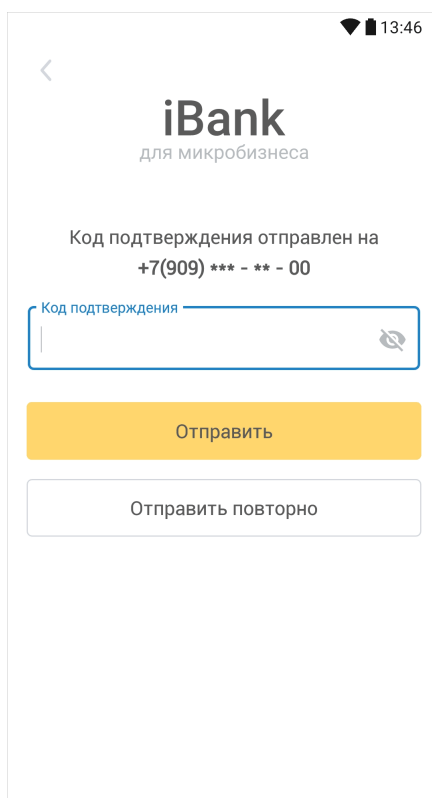 13:46
iBank
для микробизнеса
Код подтверждения отправлен на
+7(909) *** - ** - 00
Код подтверждения
Отправить
Отправить повторно